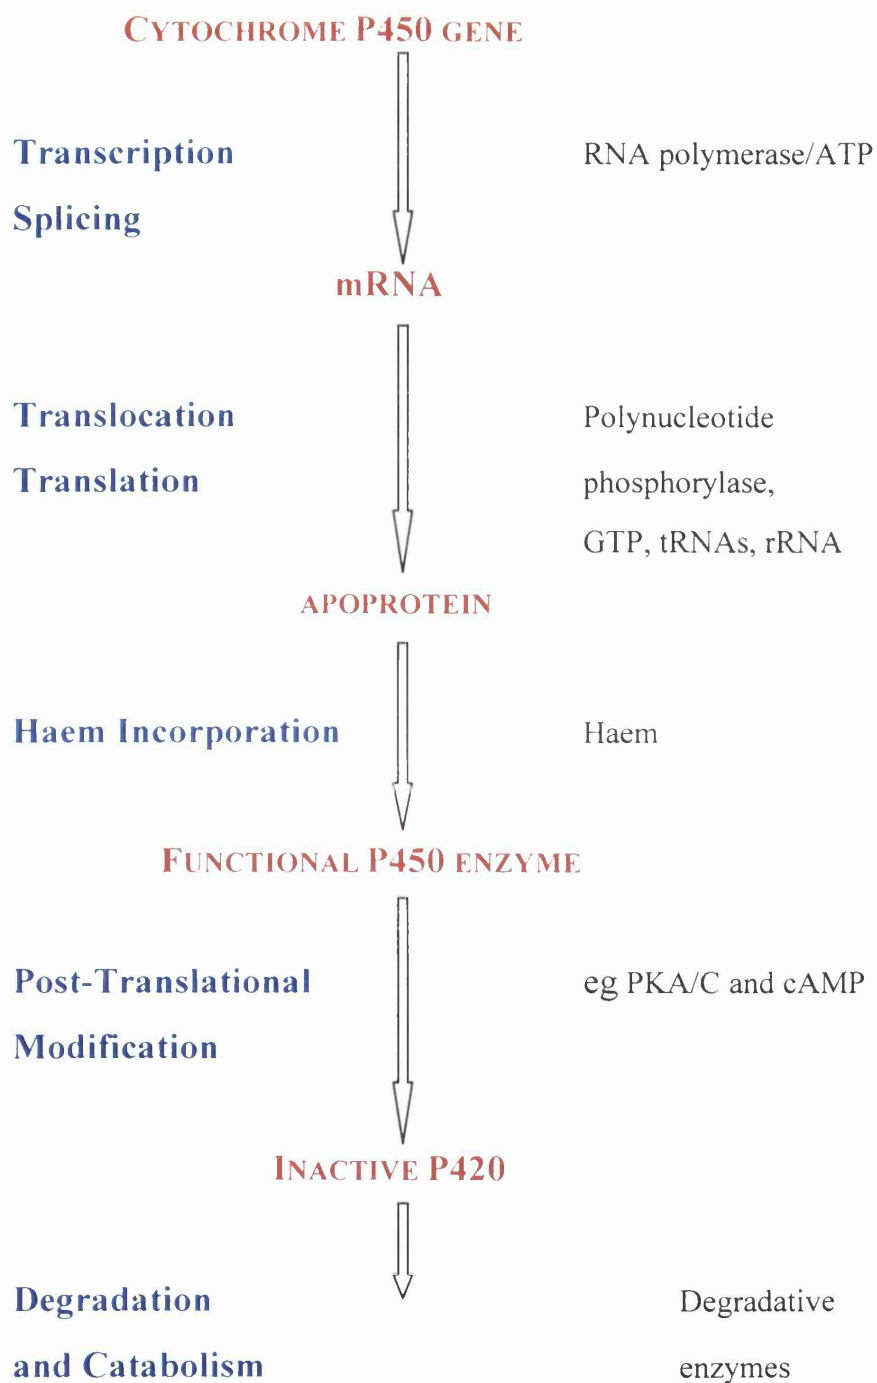 CYTOCHROME P450 GENE
Transcription
RNA polymerase/ATP
Splicing
mRNA
Translocation
Polynucleotide
Translation
phosphorylase,
GTP, tRNAs, rRNA
APOPROTEIN
Haem Incorporation
Haem
FUNCTIONAL P450 ENZYME
Post-Translational
eg PKA/C and cAMP
Modification
INACTIVE P420
Degradation
Degradative
and Catabolism
enzymes